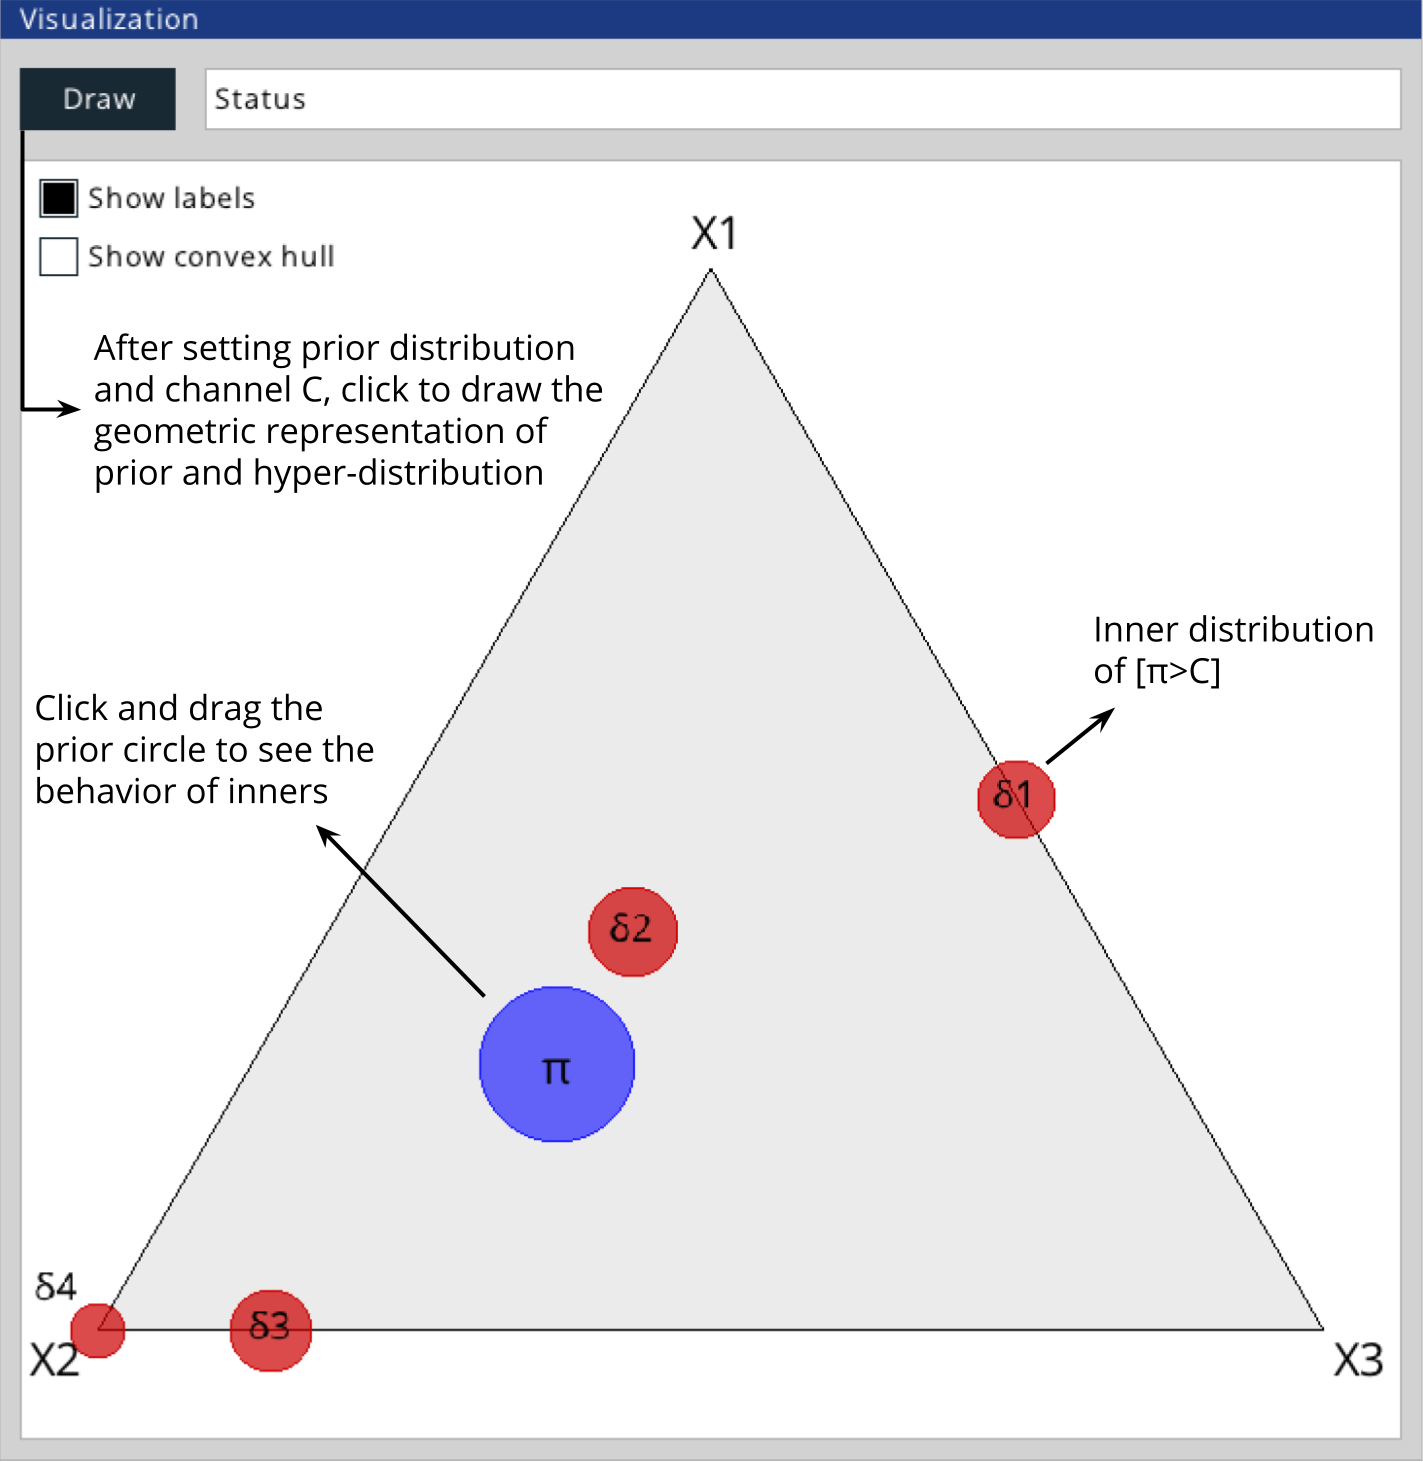 Visualization
Draw
Status
Show labels
Show convex hull
X1
After setting prior distribution
and channel C, click to draw the
geometric representation of
prior and hyper-distribution
Inner distribution
of [π>C]
Click and drag the
prior circle to see the
behavior of inners
δ1
δ2
π
δ4
δ3
X2
X3